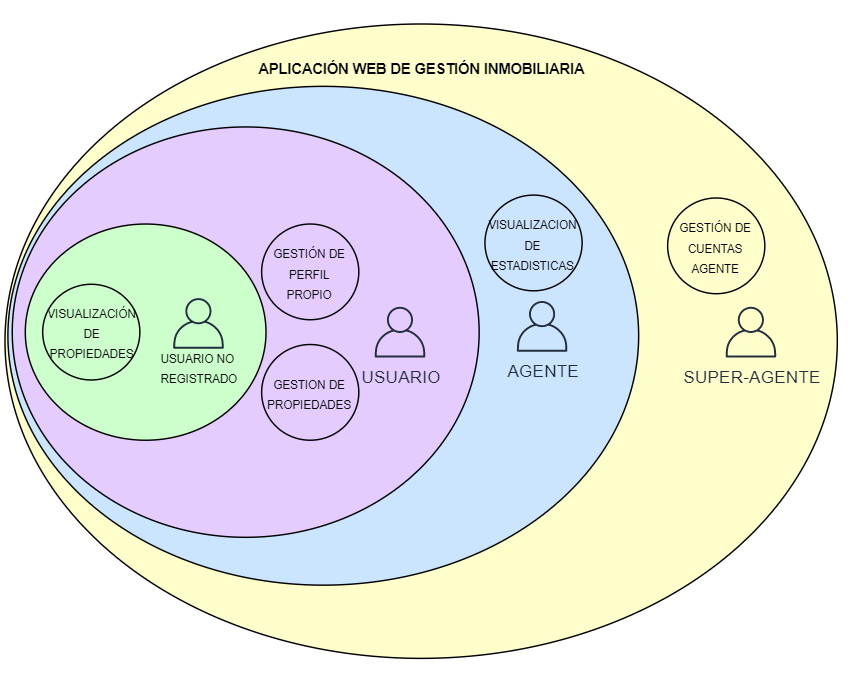 APLICACIÓN WEB DE GESTIÓN INMOBILIARIA
VISUALIZACIÓN
DE
PROPIEDADES
USUARIO NO
REGISTRADO
GESTIÓN DE
PERFIL
PROPIO
GESTION DE
PROPIEDADES
USUARIO
VISUALIZACION
DE
ESTADISTICAS
AGENTE
GESTIÓN DE
CUENTAS
AGENTE
SUPER-AGENTE